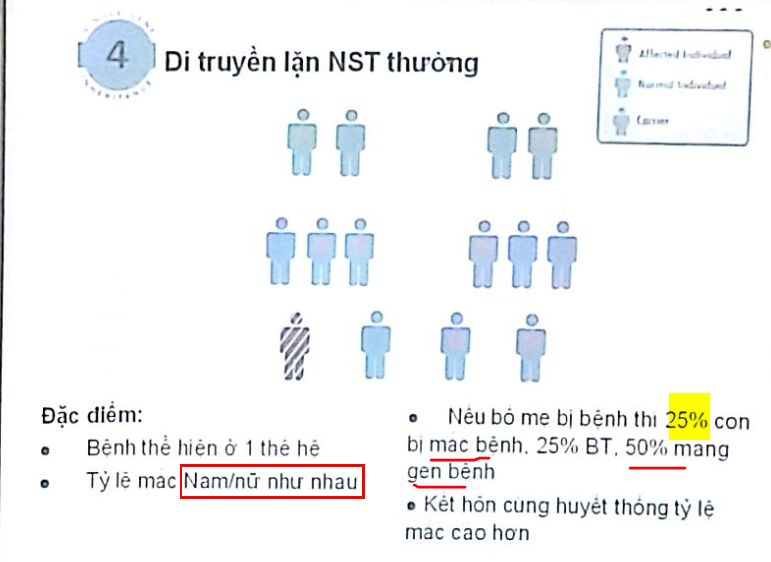 4
Di truyền lặn NST thường
Affected Individual
Normal Individual
Carrier
Đặc điểm:
• Bệnh thể hiện ở 1 thế hệ
• Tỷ lệ mắc Nam/nữ như nhau
• Nếu bố mẹ bị bệnh thì 25% con
bị mắc bệnh, 25% BT, 50% mang
gen bệnh
• Kết hôn cùng huyết thống tỷ lệ
mắc cao hơn